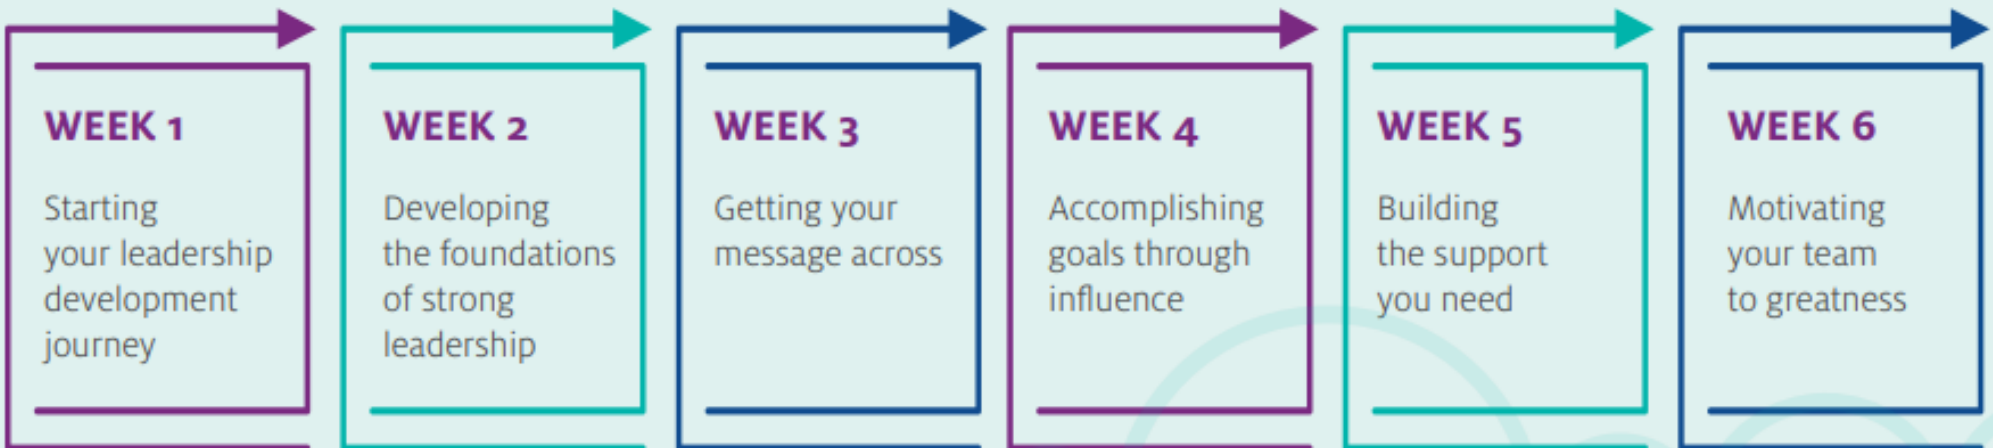 WEEK 1
Starting
your leadership
development
journey
WEEK 2
Developing
the foundations
of strong
leadership
WEEK 3
Getting your
message across
WEEK 4
Accomplishing
goals through
influence
WEEK 5
Building
the support
you need
WEEK 6
Motivating
your team
to greatness